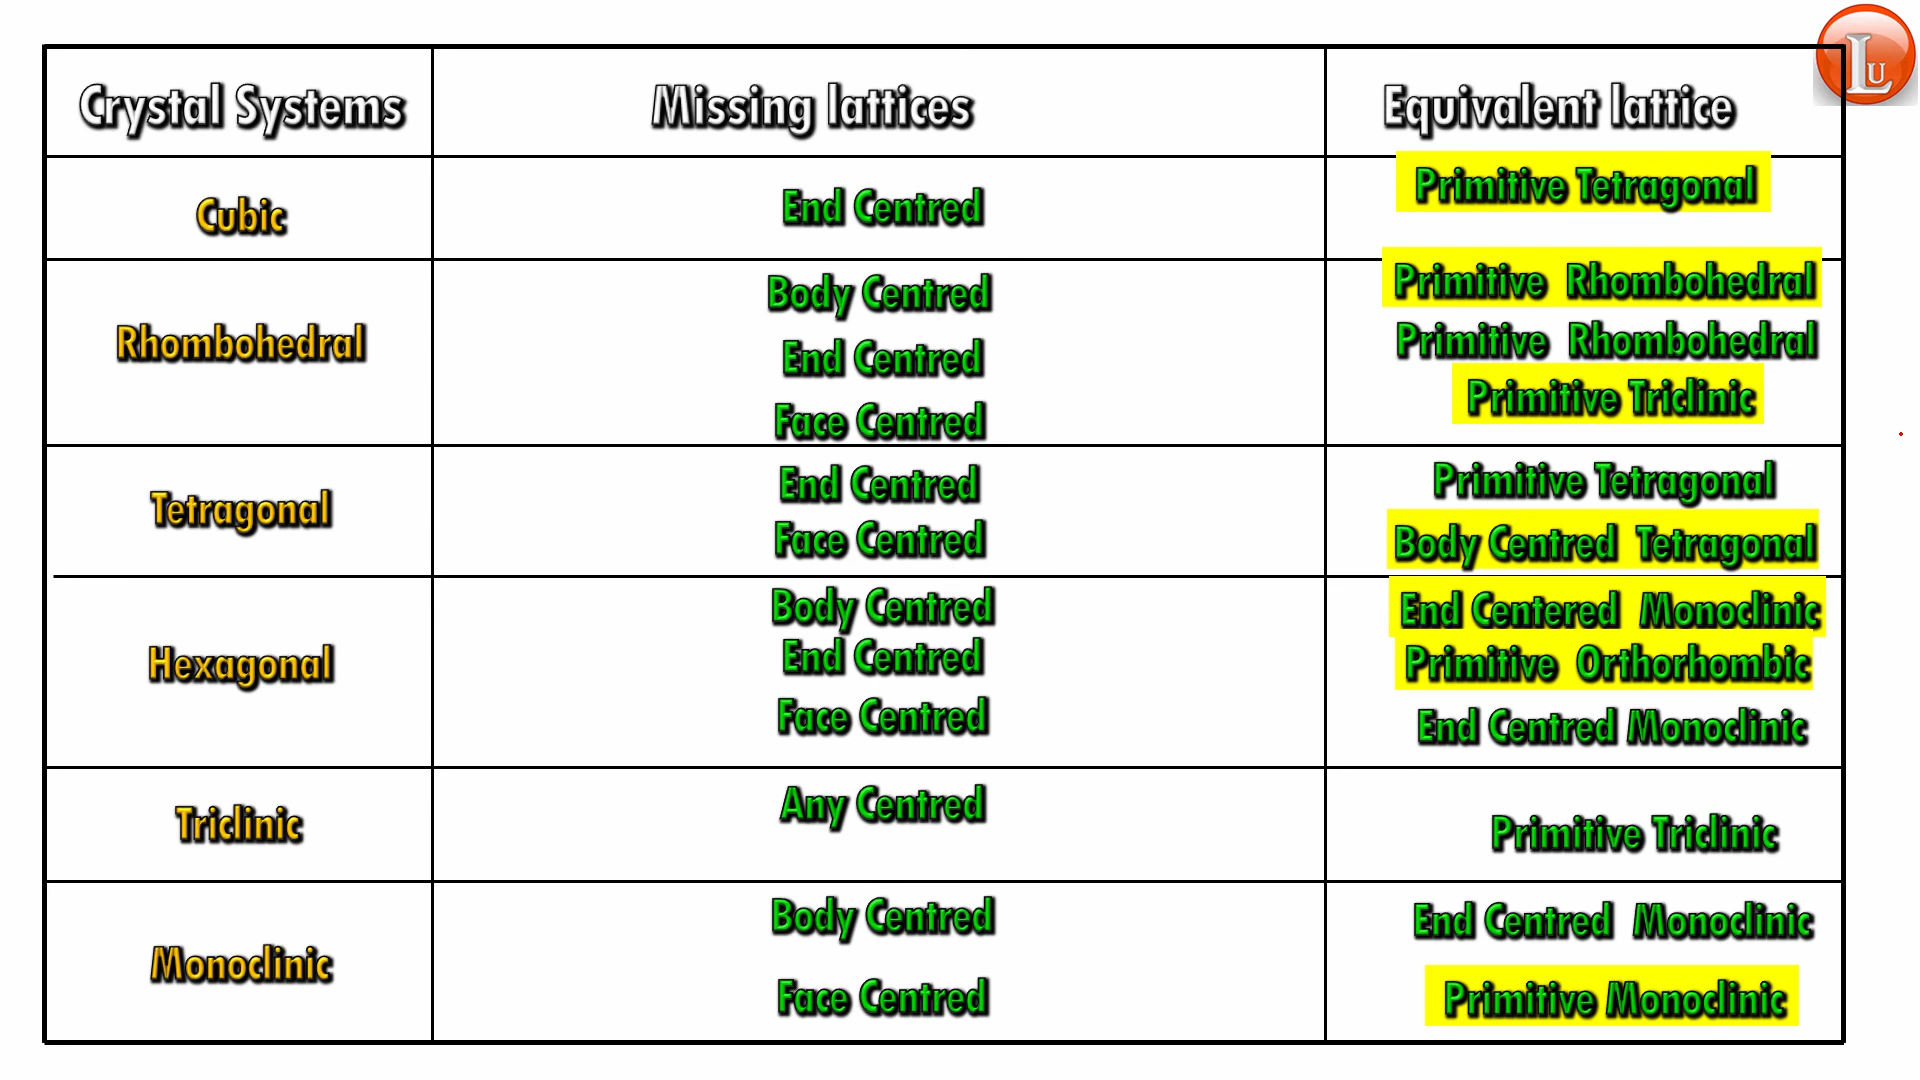 LU
Crystal Systems Missing lattices Equivalent lattice
Cubic End Centred Primitive Tetragonal
Rhombohedral Body Centred Primitive Rhombohedral
End Centred Primitive Rhombohedral
Face Centred Primitive Triclinic
Tetragonal End Centred Primitive Tetragonal
Face Centred Body Centred Tetragonal
Hexagonal Body Centred End Centered Monoclinic
End Centred Primitive Orthorhombic
Face Centred End Centred Monoclinic
Triclinic Any Centred Primitive Triclinic
Monoclinic Body Centred End Centred Monoclinic
Face Centred Primitive Monoclinic